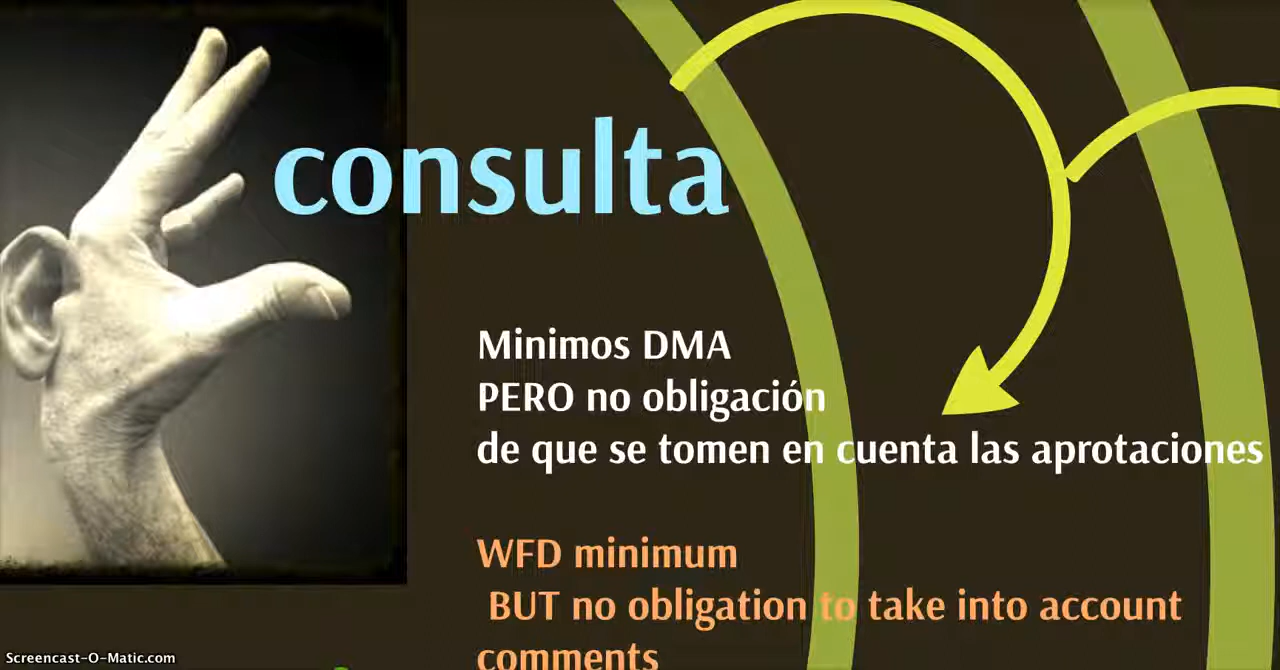 consulta
Minimos DMA
PERO no obligación
de que se tomen en cuenta las aprotaciones
WFD minimum
BUT no obligation to take into account
comments
Screencast-O-Matic.com